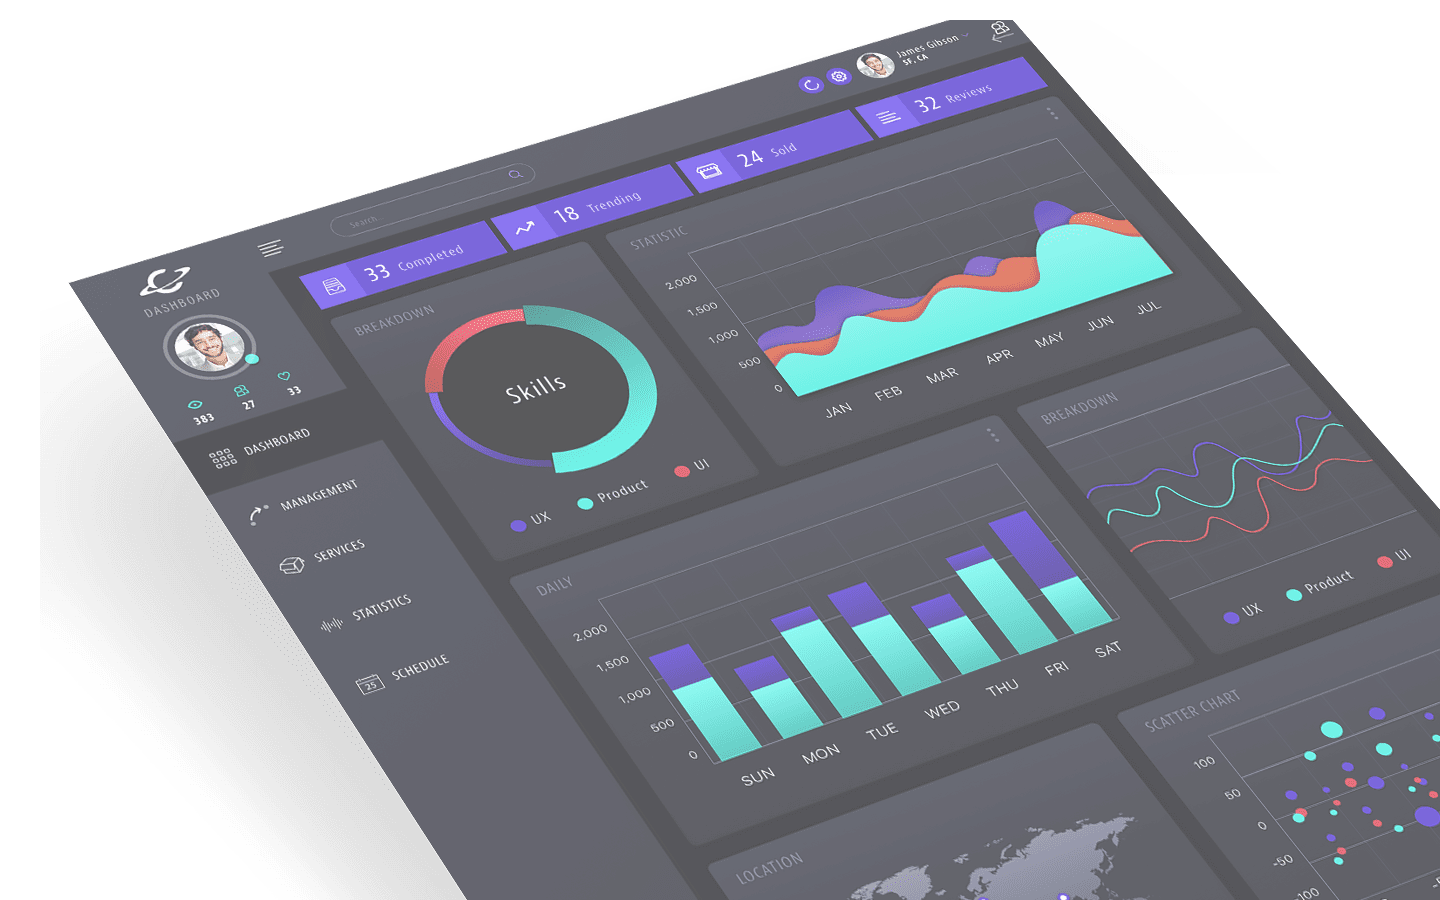 James Gibson
SF, CA
32 Reviews
24 Sold
18 Trending
33 Completed
Search
DASHBOARD
383
27
33
DASHBOARD
MANAGEMENT
SERVICES
STATISTICS
SCHEDULE
25
BREAKDOWN
Skills
UX
Product
UI
STATISTIC
2,000
1,500
1,000
500
0
JAN
FEB
MAR
APR
MAY
JUN
JUL
DAILY
2,000
1,500
1,000
500
0
SUN
MON
TUE
WED
THU
FRI
SAT
BREAKDOWN
UX
Product
UI
LOCATION
SCATTER CHART
100
50
0
-50
-100